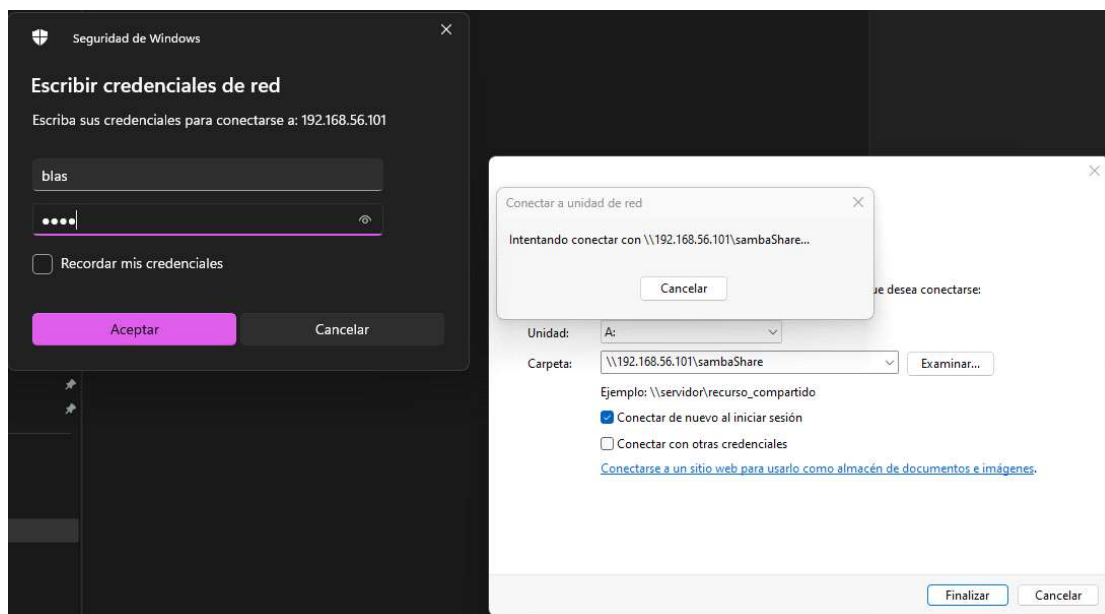 Seguridad de Windows
Escribir credenciales de red
Escriba sus credenciales para conectarse a: 192.168.56.101
blas
••••
Recordar mis credenciales
Aceptar
Cancelar
Conectar a unidad de red
Intentando conectar con \\192.168.56.101\sambaShare...
Cancelar
desea conectarse:
Unidad:
A:
Carpeta:
\\192.168.56.101\sambaShare
Examinar...
Ejemplo: \\servidor\recurso_compartido
Conectar de nuevo al iniciar sesión
Conectar con otras credenciales
Conectarse a un sitio web para usarlo como almacén de documentos e imágenes.
Finalizar
Cancelar